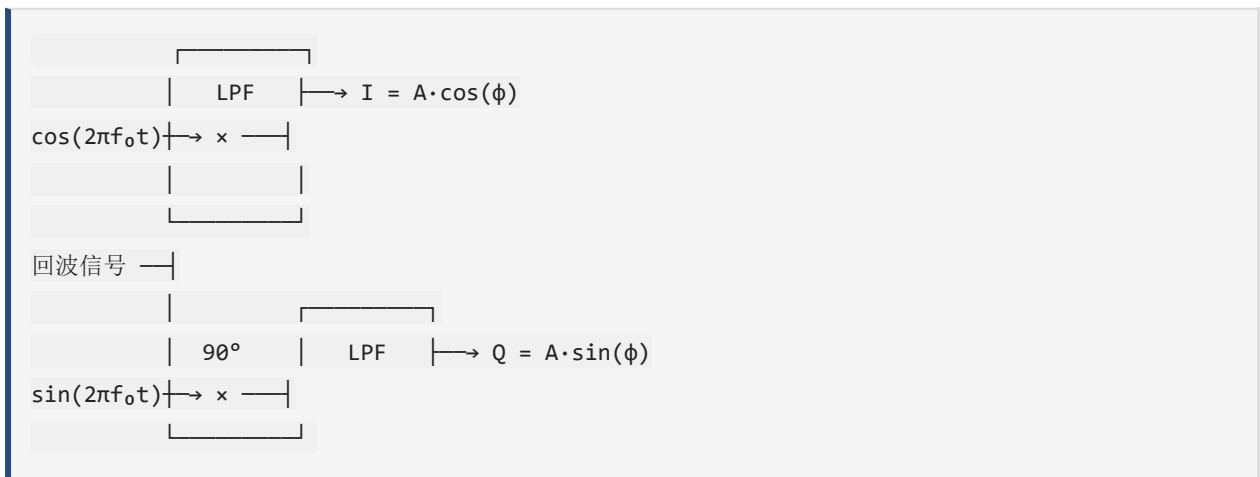 LPF → I = A·cos(ϕ)
cos(2πf₀t) → ×
回波信号
90° LPF → Q = A·sin(ϕ)
sin(2πf₀t) → ×